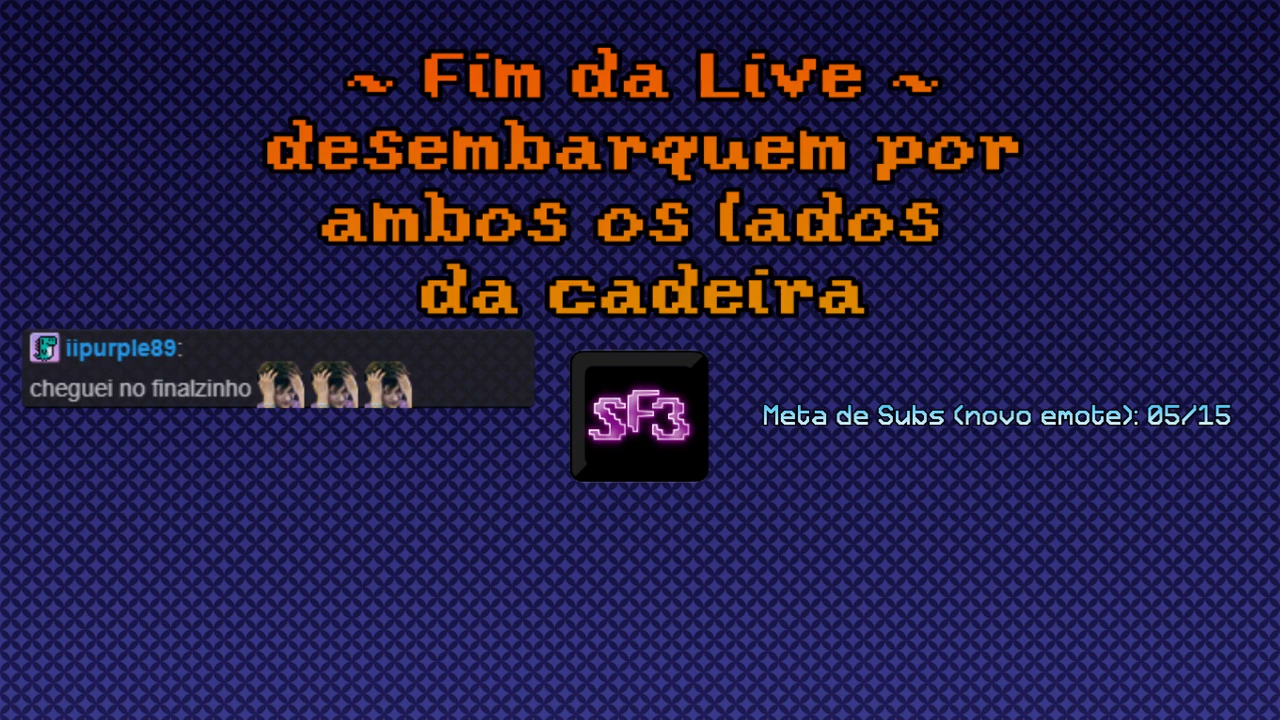 ~ Fim da Live ~
desembarquem por
ambos os lados
da cadeira
iipurple89:
cheguei no finalzinho
SF3
Meta de Subs (novo emote): 05/15